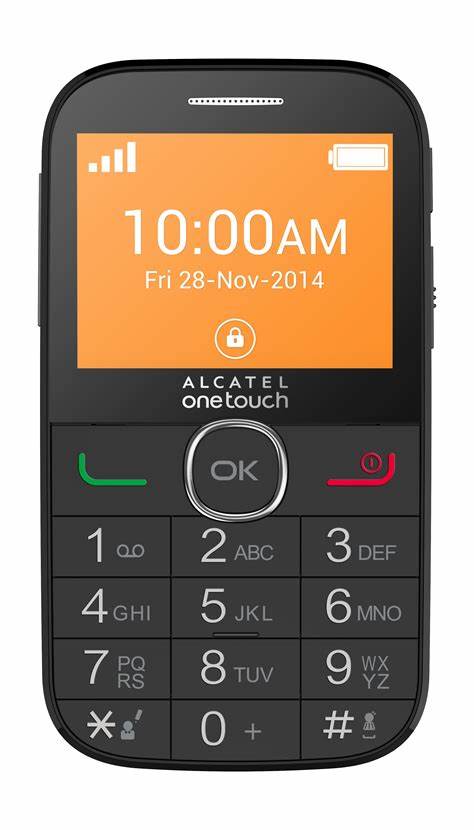 10:00AM
Fri 28-Nov-2014
ALCATEL
onetouch
OK
1 2 ABC 3 DEF
4 GHI 5 JKL 6 MNO
7 PQRS 8 TUV 9 WXYZ
* 0 + #